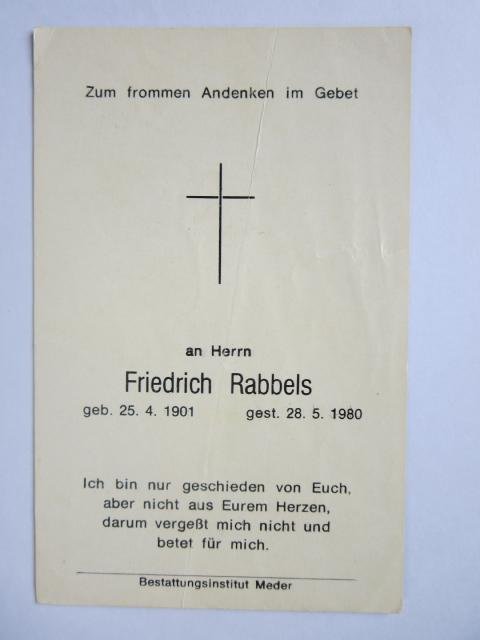 Zum frommen Andenken im Gebet
an Herrn
Friedrich Rabbels
geb. 25. 4. 1901 gest. 28. 5. 1980
Ich bin nur geschieden von Euch,
aber nicht aus Eurem Herzen,
darum vergeßt mich nicht und
betet für mich.
Bestattungsinstitut Meder